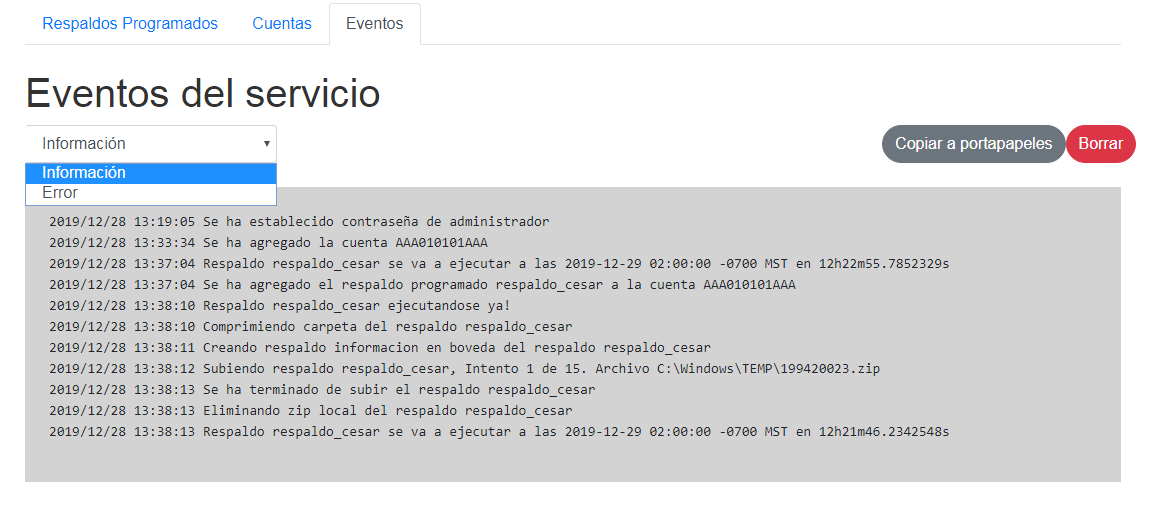 Respaldos Programados Cuentas Eventos
Eventos del servicio
Información Copiar a portapapeles Borrar
Información
Error
2019/12/28 13:19:05 Se ha establecido contraseña de administrador
2019/12/28 13:33:34 Se ha agregado la cuenta AAA010101AAA
2019/12/28 13:37:04 Respaldo respaldo_cesar se va a ejecutar a las 2019-12-29 02:00:00 -0700 MST en 12h22m55.7852329s
2019/12/28 13:37:04 Se ha agregado el respaldo programado respaldo_cesar a la cuenta AAA010101AAA
2019/12/28 13:38:10 Respaldo respaldo_cesar ejecutandose ya!
2019/12/28 13:38:10 Comprimiendo carpeta del respaldo respaldo_cesar
2019/12/28 13:38:11 Creando respaldo informacion en boveda del respaldo respaldo_cesar
2019/12/28 13:38:12 Subiendo respaldo respaldo_cesar, Intento 1 de 15. Archivo C:\Windows\TEMP\199420023.zip
2019/12/28 13:38:13 Se ha terminado de subir el respaldo respaldo_cesar
2019/12/28 13:38:13 Eliminando zip local del respaldo respaldo_cesar
2019/12/28 13:38:13 Respaldo respaldo_cesar se va a ejecutar a las 2019-12-29 02:00:00 -0700 MST en 12h21m46.2342548s